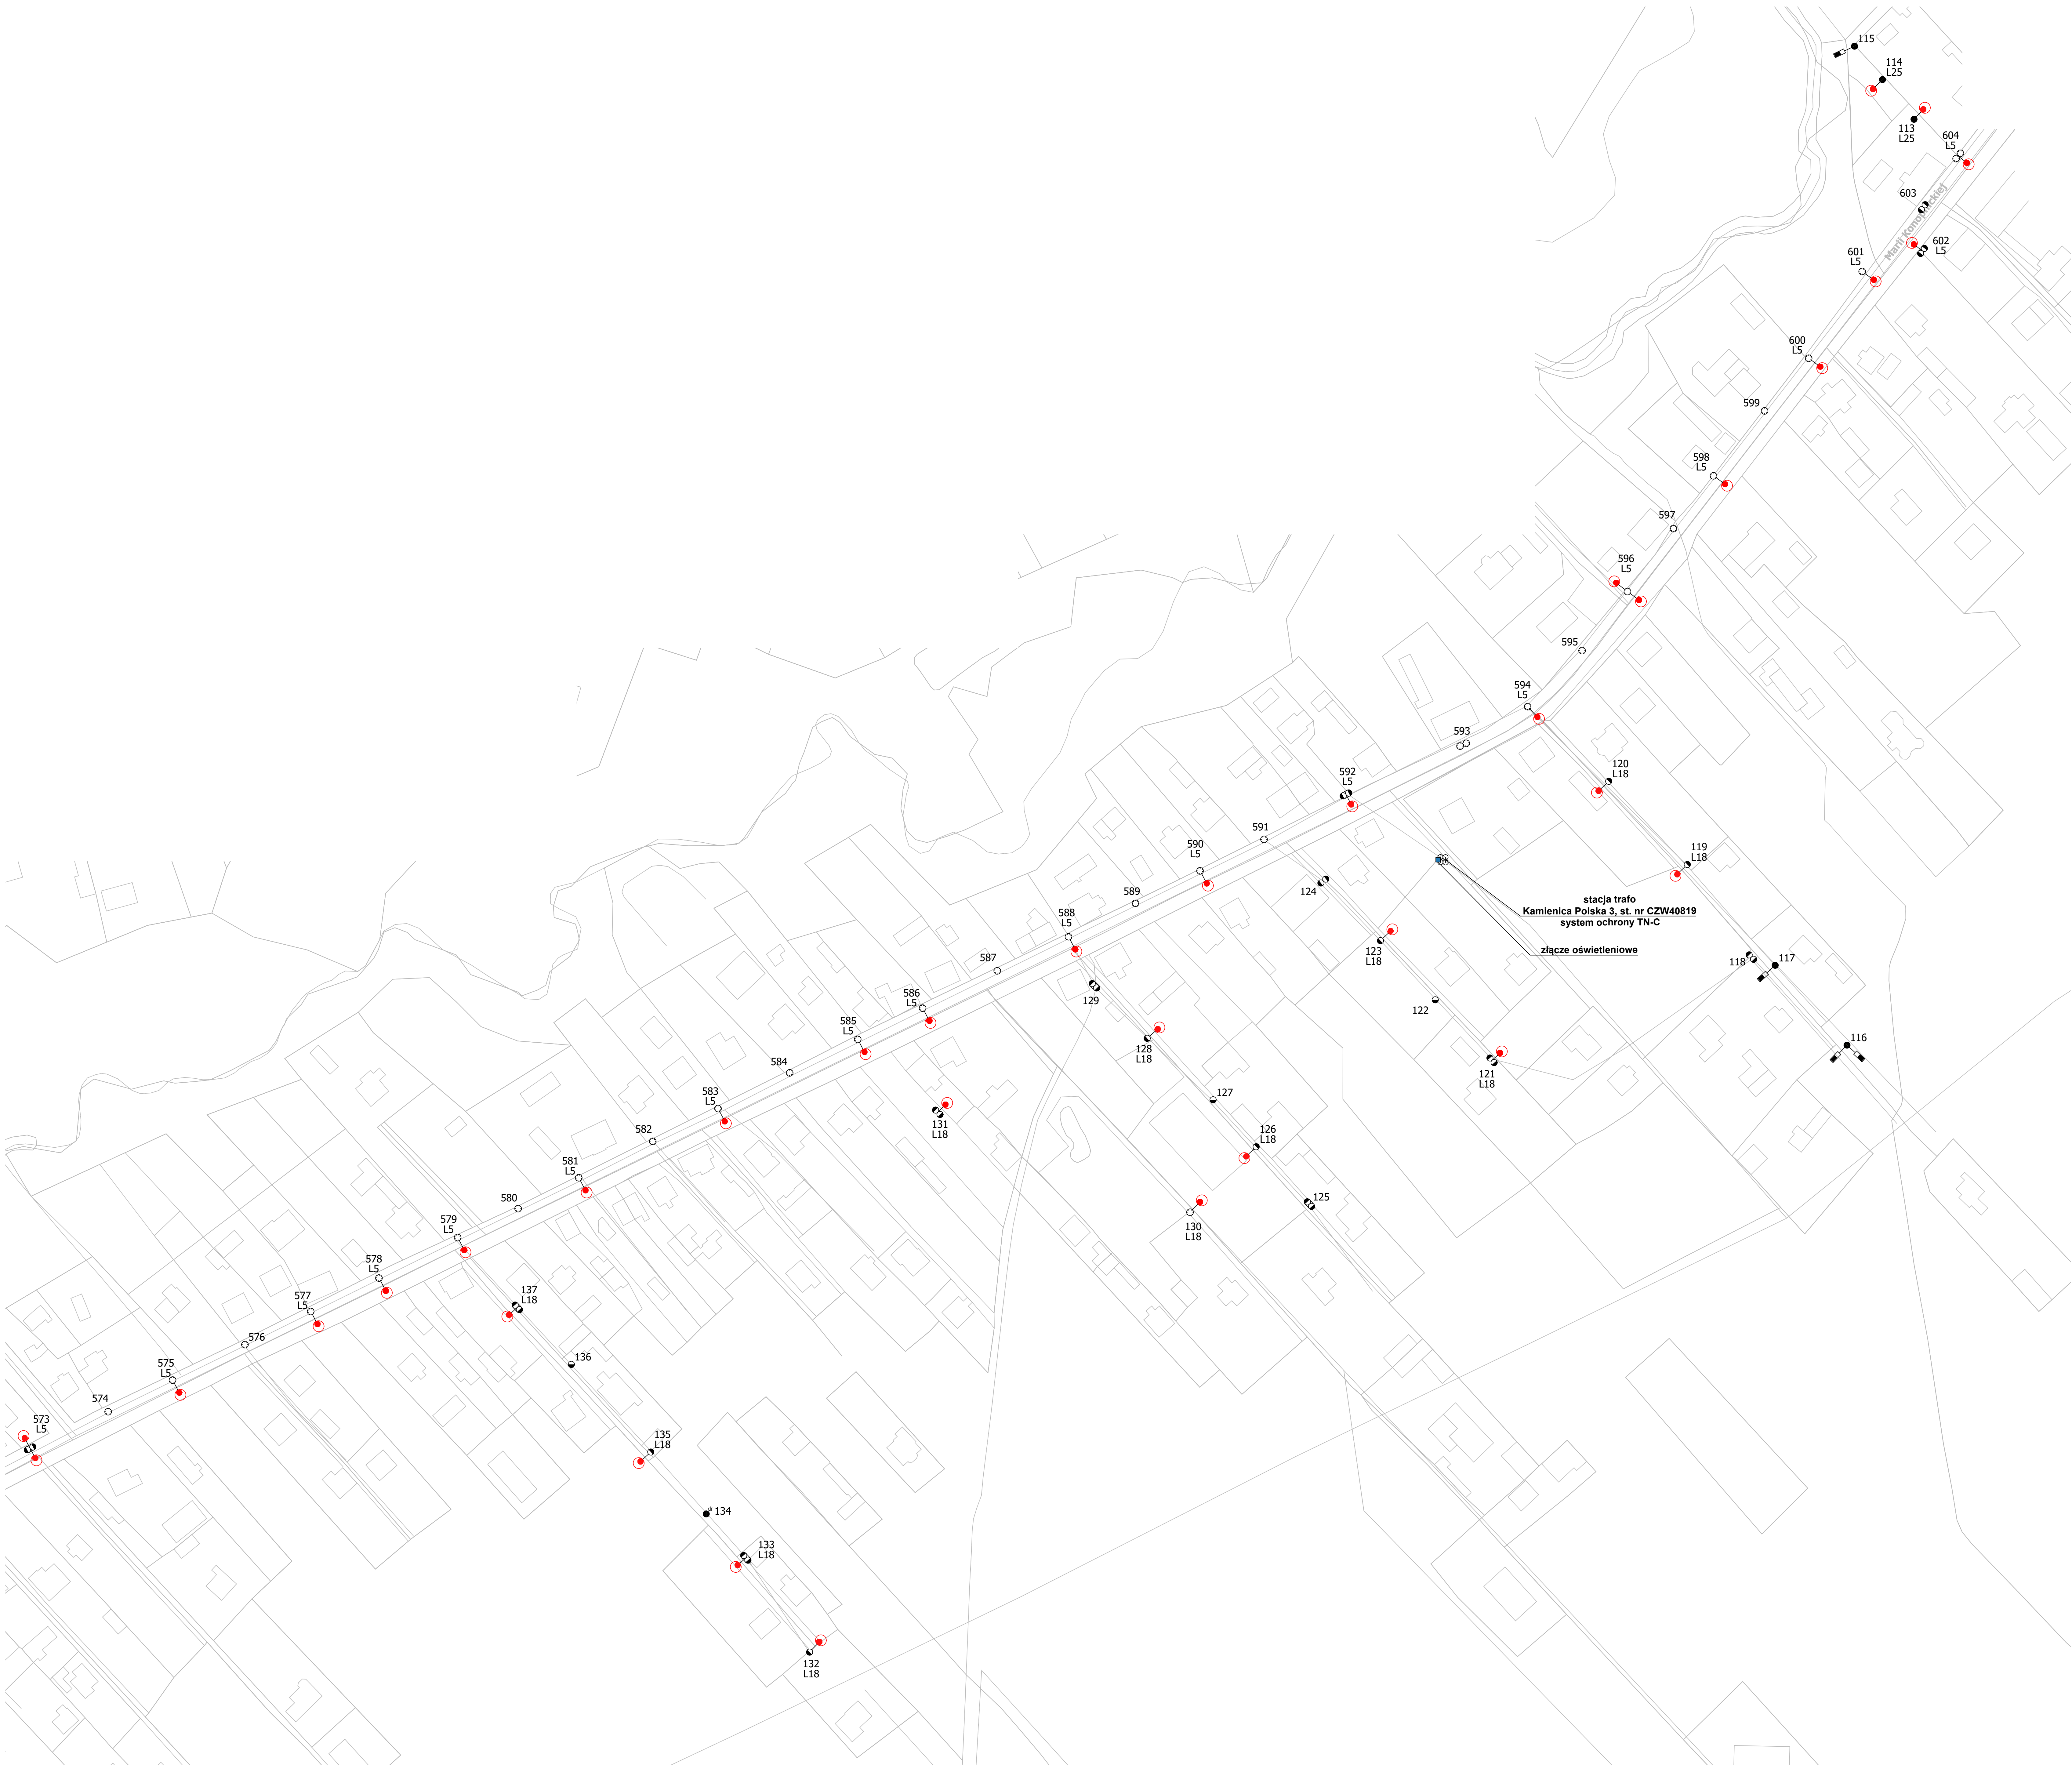 115
114
L25
113
L25
604
L5
603
Marii Konopnickiej
602
L5
601
L5
600
L5
599
598
L5
597
596
L5
595
594
L5
593
592
L5
120
L18
591
590
L5
119
L18
124
589
stacja trafo
Kamienica Polska 3, st. nr CZW40819
system ochrony TN-C
588
L5
złącze oświetleniowe
123
L18
118
117
587
129
586
L5
122
585
L5
116
128
L18
584
121
L18
127
583
L5
131
L18
582
126
L18
581
L5
125
580
130
L18
579
L5
578
L5
137
L18
577
L5
576
136
575
L5
574
573
L5
135
L18
134
133
L18
132
L18